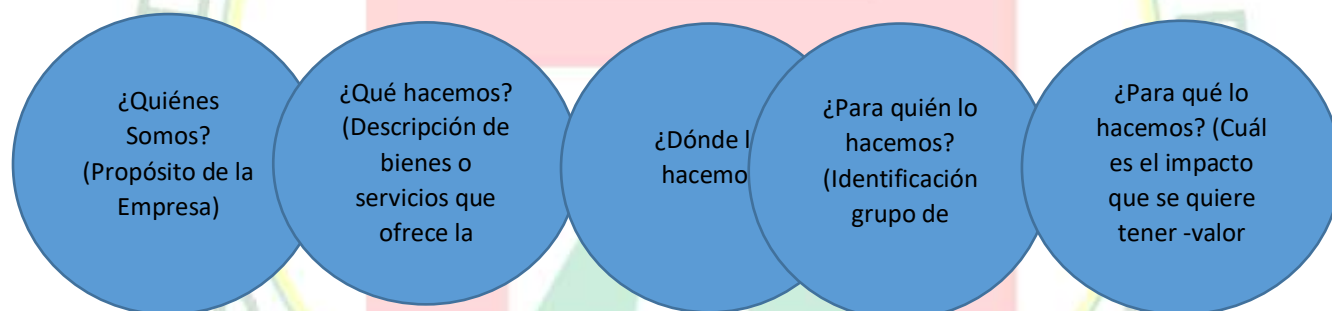 ¿Quiénes
Somos?
(Propósito de la
Empresa)
¿Qué hacemos?
(Descripción de
bienes o
servicios que
ofrece la
¿Dónde l
hacemo
¿Para quién lo
hacemos?
(Identificación
grupo de
¿Para qué lo
hacemos? (Cuál
es el impacto
que se quiere
tener -valor